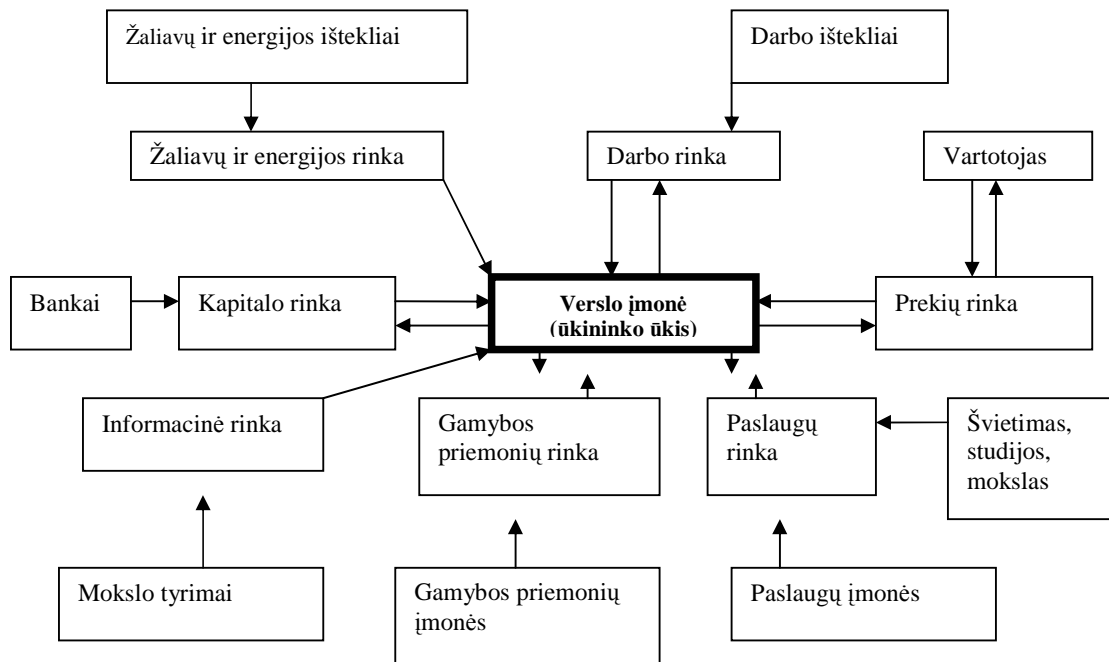 Žaliavų ir energijos ištekliai
Darbo ištekliai
Žaliavų ir energijos rinka
Darbo rinka
Vartotojas
Bankai
Kapitalo rinka
Verslo įmonė
(ūkininko ūkis)
Prekių rinka
Informacinė rinka
Gamybos
priemonių rinka
Paslaugų
rinka
Švietimas,
studijos,
mokslas
Mokslo tyrimai
Gamybos priemonių
įmonės
Paslaugų įmonės